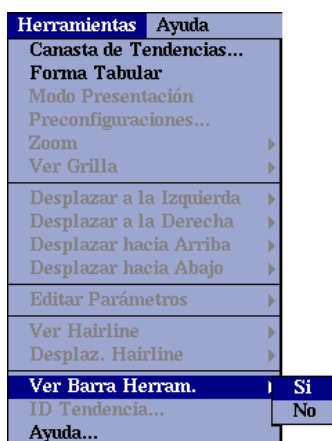 Herramientas Ayuda
Canasta de Tendencias...
Forma Tabular
Modo Presentación
Preconfiguraciones...
Zoom
Ver Grilla
Desplazar a la Izquierda
Desplazar a la Derecha
Desplazar hacia Arriba
Desplazar hacia Abajo
Editar Parámetros
Ver Hairline
Desplaz. Hairline
Ver Barra Herram. Si
ID Tendencia... No
Ayuda...